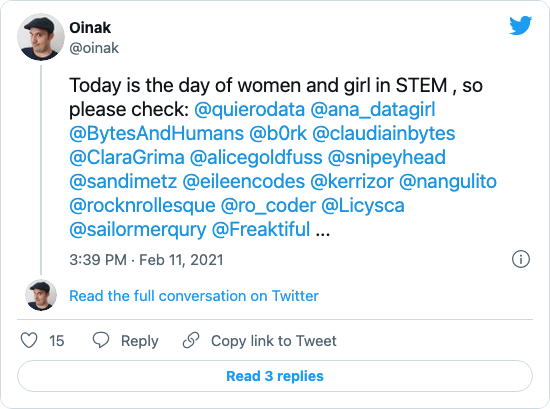 Oinak
@oinak
Today is the day of women and girl in STEM , so
please check: @quierodata @ana_datagirl
@BytesAndHumans @b0rk @claudiainbytes
@ClaraGrima @alicegoldfuss @snipeyhead
@sandimetz @eileencodes @kerrizor @nangulito
@rocknrollesque @ro_coder @Licysca
@sailormerqury @Freaktiful ...
3:39 PM · Feb 11, 2021
Read the full conversation on Twitter
15 Reply Copy link to Tweet
Read 3 replies